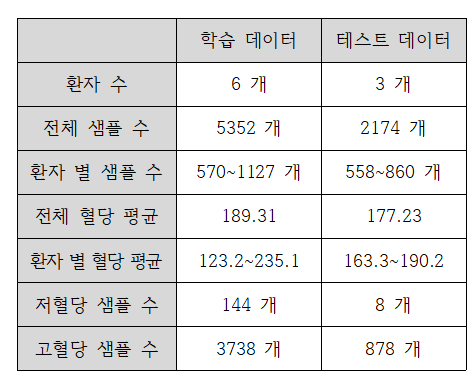 학습 데이터 테스트 데이터
환자 수 6 개 3 개
전체 샘플 수 5352 개 2174 개
환자 별 샘플 수 570~1127 개 558~860 개
전체 혈당 평균 189.31 177.23
환자 별 혈당 평균 123.2~235.1 163.3~190.2
저혈당 샘플 수 144 개 8 개
고혈당 샘플 수 3738 개 878 개